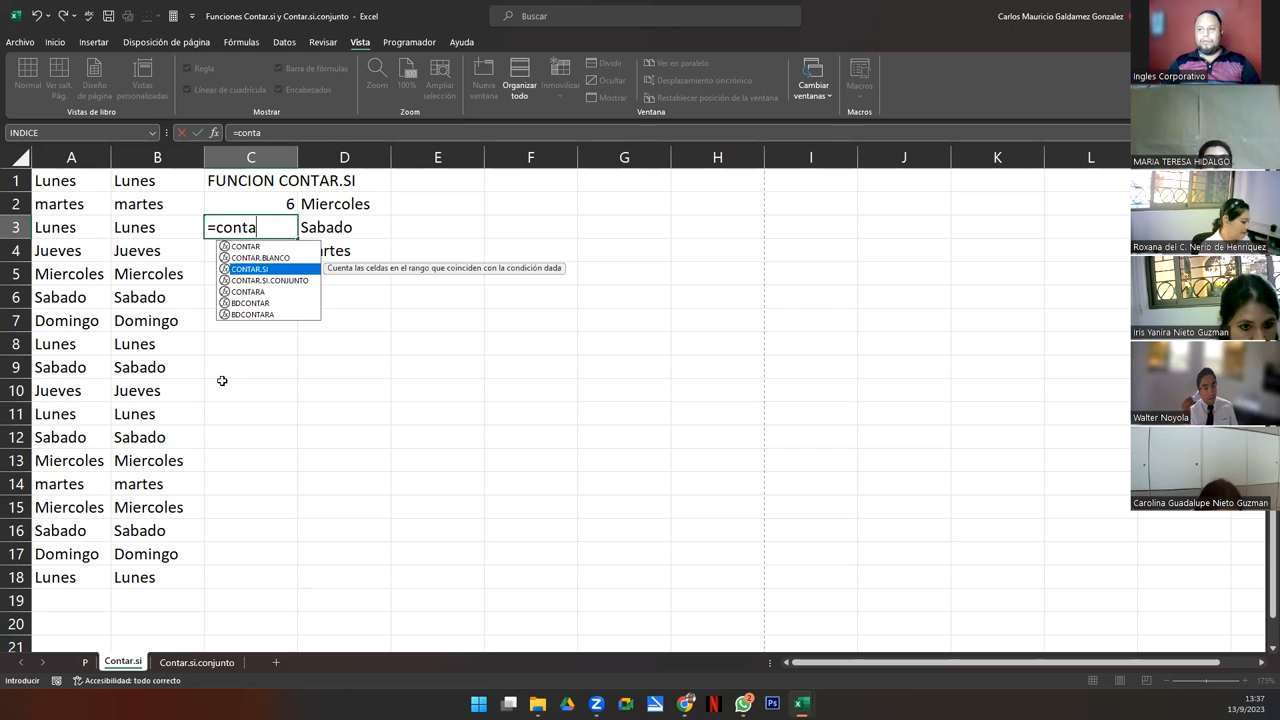 Funciones Contar.si y Contar.si.conjunto - Excel
Buscar
Carlos Mauricio Galdamez Gonzalez
Archivo Inicio Insertar Disposición de página Fórmulas Datos Revisar Vista Programador Ayuda
Normal
Ver salt. Pág.
Diseño de página
Vistas personalizadas
Vistas de libro
Regla
Barra de fórmulas
Líneas de cuadrícula
Encabezados
Mostrar
Zoom
100%
Ampliar selección
Zoom
Nueva ventana
Organizar todo
Inmovilizar
Dividir
Ocultar
Mostrar
Ver en paralelo
Desplazamiento sincrónico
Restablecer posición de la ventana
Cambiar ventanas
Ventana
Macros
Macros
INDICE
fx
=conta
A B C D E F G H I J K L
1 Lunes Lunes FUNCION CONTAR.SI
2 martes martes 6 Miercoles
3 Lunes Lunes =conta Sabado
4 Jueves Jueves artes
5 Miercoles Miercoles
6 Sabado Sabado
7 Domingo Domingo
8 Lunes Lunes
9 Sabado Sabado
10 Jueves Jueves
11 Lunes Lunes
12 Sabado Sabado
13 Miercoles Miercoles
14 martes martes
15 Miercoles Miercoles
16 Sabado Sabado
17 Domingo Domingo
18 Lunes Lunes
19
20
21
CONTAR
CONTAR.BLANCO
CONTAR.SI
CONTAR.SI.CONJUNTO
CONTARA
BDCONTAR
BDCONTARA
Cuenta las celdas en el rango que coinciden con la condición dada
Ingles Corporativo
MARIA TERESA HIDALGO
Roxana del C. Nerio de Henriquez
Iris Yanira Nieto Guzman
Walter Noyola
Carolina Guadalupe Nieto Guzman
P Contar.si Contar.si.conjunto
Introducir
Accesibilidad: todo correcto
175%
13:37
13/9/2023